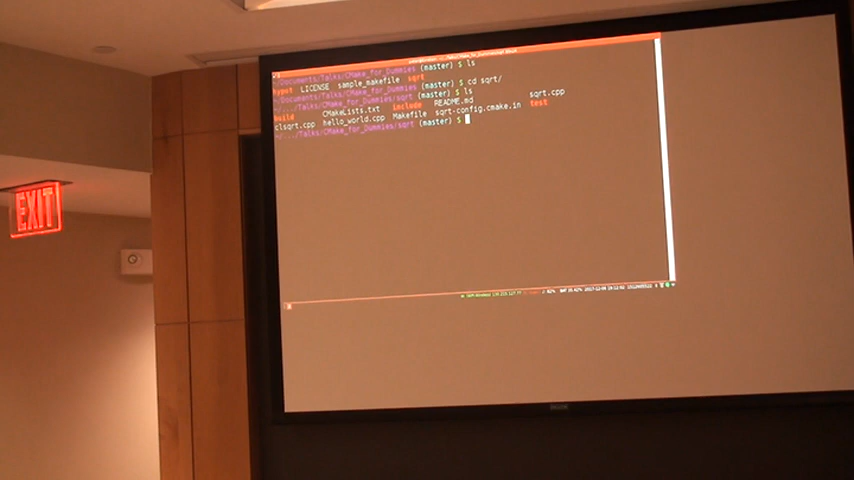 ~/Documents/Talks/CMake_for_Dummies (master) $ ls
hypot LICENSE sample_makefile sqrt
~/Documents/Talks/CMake_for_Dummies (master) $ cd sqrt/
~/.../Talks/CMake_for_Dummies/sqrt (master) $ ls
build CMakeLists.txt include README.md sqrt.cpp
clsqrt.cpp hello_world.cpp Makefile sqrt-config.cmake.in test
~/.../Talks/CMake_for_Dummies/sqrt (master) $
EXIT